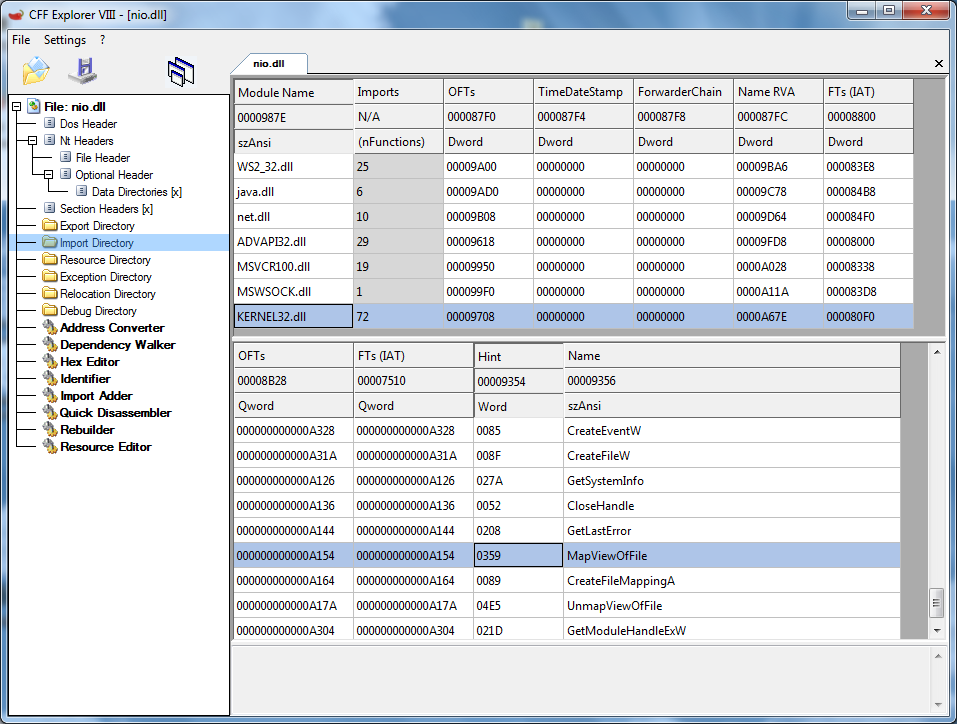 CFF Explorer VIII - [nio.dll]
File Settings ?
nio.dll
File: nio.dll
Dos Header
Nt Headers
File Header
Optional Header
Data Directories [x]
Section Headers [x]
Export Directory
Import Directory
Resource Directory
Exception Directory
Relocation Directory
Debug Directory
Address Converter
Dependency Walker
Hex Editor
Identifier
Import Adder
Quick Disassembler
Rebuilder
Resource Editor
Module Name Imports OFTs TimeDateStamp ForwarderChain Name RVA FTs (IAT)
0000987E N/A 000087F0 000087F4 000087F8 000087FC 00008800
szAnsi (nFunctions) Dword Dword Dword Dword Dword
WS2_32.dll 25 00009A00 00000000 00000000 00009BA6 000083E8
java.dll 6 00009AD0 00000000 00000000 00009C78 000084B8
net.dll 10 00009B08 00000000 00000000 00009D64 000084F0
ADVAPI32.dll 29 00009618 00000000 00000000 00009FD8 00008000
MSVCR100.dll 19 00009950 00000000 00000000 0000A028 00008338
MSWSOCK.dll 1 000099F0 00000000 00000000 0000A11A 000083D8
KERNEL32.dll 72 00009708 00000000 00000000 0000A67E 000080F0
OFTs FTs (IAT) Hint Name
00008B28 00007510 00009354 00009356
Qword Qword Word szAnsi
000000000000A328 000000000000A328 0085 CreateEventW
000000000000A31A 000000000000A31A 008F CreateFileW
000000000000A126 000000000000A126 027A GetSystemInfo
000000000000A136 000000000000A136 0052 CloseHandle
000000000000A144 000000000000A144 0208 GetLastError
000000000000A154 000000000000A154 0359 MapViewOfFile
000000000000A164 000000000000A164 0089 CreateFileMappingA
000000000000A17A 000000000000A17A 04E5 UnmapViewOfFile
000000000000A304 000000000000A304 021D GetModuleHandleExW